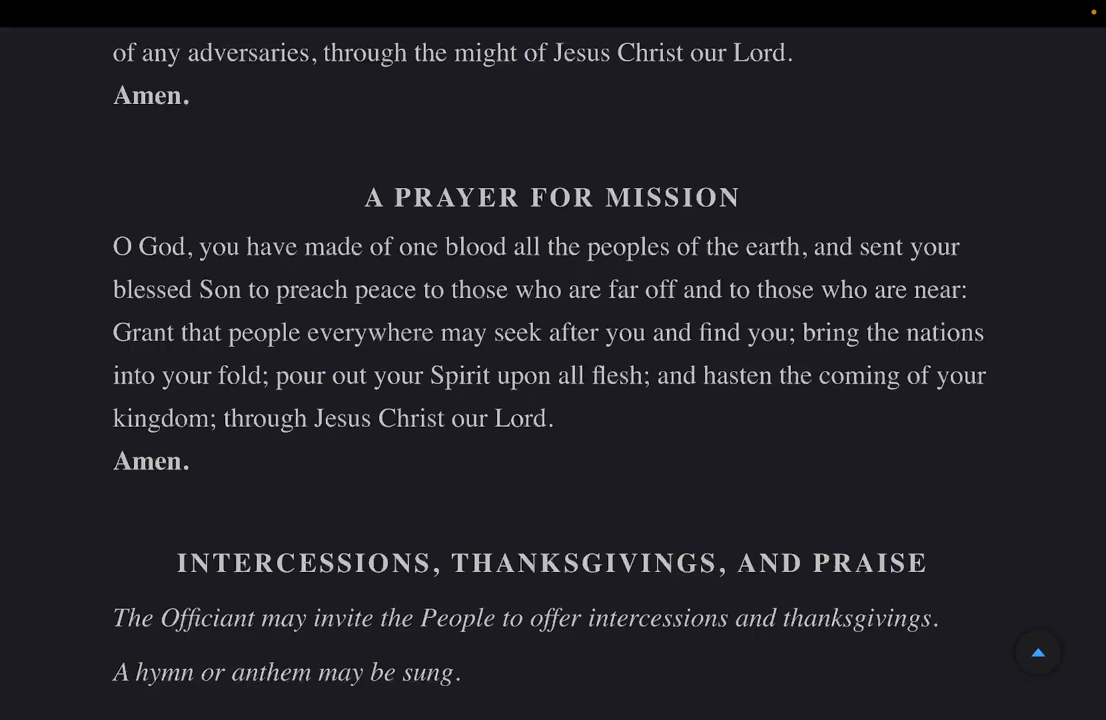 of any adversaries, through the might of Jesus Christ our Lord.
Amen.
A PRAYER FOR MISSION
O God, you have made of one blood all the peoples of the earth, and sent your
blessed Son to preach peace to those who are far off and to those who are near:
Grant that people everywhere may seek after you and find you; bring the nations
into your fold; pour out your Spirit upon all flesh; and hasten the coming of your
kingdom; through Jesus Christ our Lord.
Amen.
INTERCESSIONS, THANKSGIVINGS, AND PRAISE
The Officiant may invite the People to offer intercessions and thanksgivings.
A hymn or anthem may be sung.